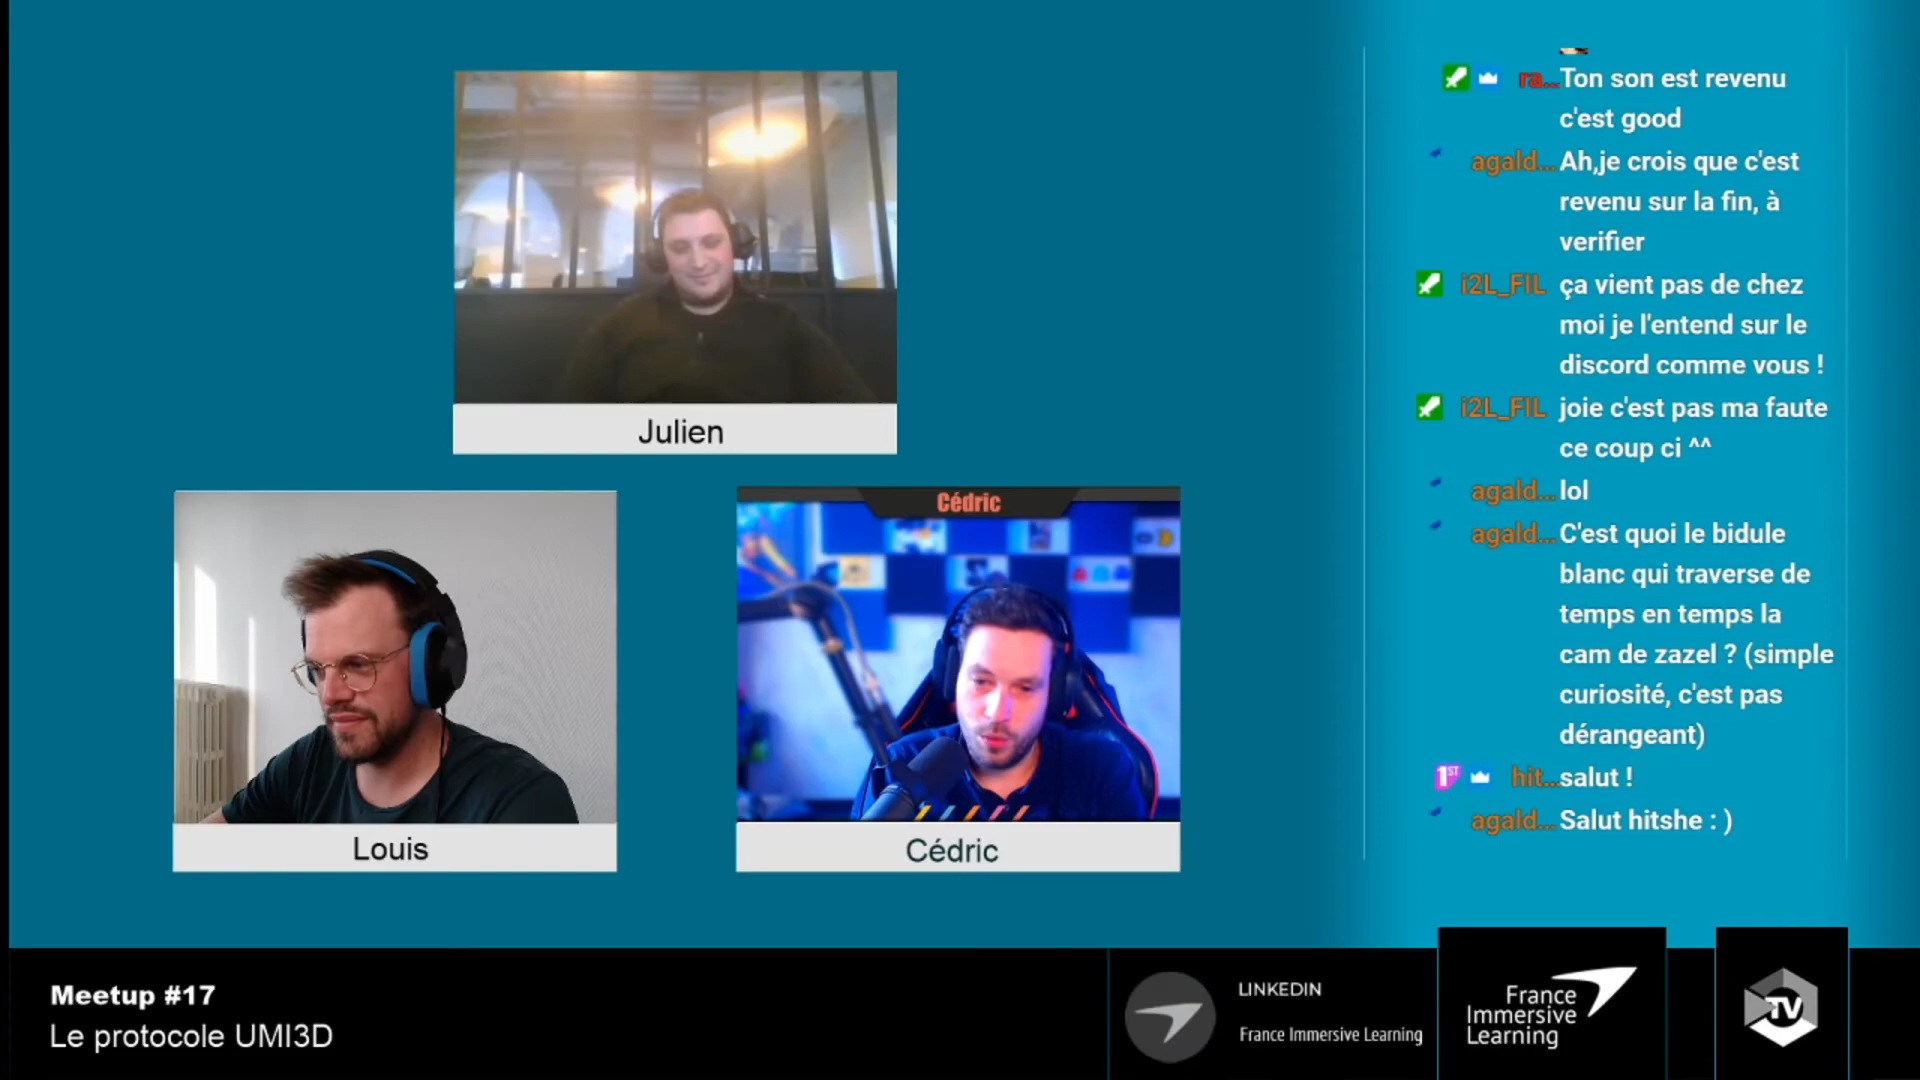 Julien
Louis
Cédric
Cédric
ra...Ton son est revenu
c'est good
agald...Ah,je crois que c'est
revenu sur la fin, à
verifier
i2L_FIL ça vient pas de chez
moi je l'entend sur le
discord comme vous !
i2L_FIL joie c'est pas ma faute
ce coup ci ^^
agald...lol
agald...C'est quoi le bidule
blanc qui traverse de
temps en temps la
cam de zazel ? (simple
curiosité, c'est pas
dérangeant)
1ST hit...salut !
agald...Salut hitshe : )
Meetup #17
Le protocole UMI3D
LINKEDIN
France Immersive Learning
France
Immersive
Learning
TV